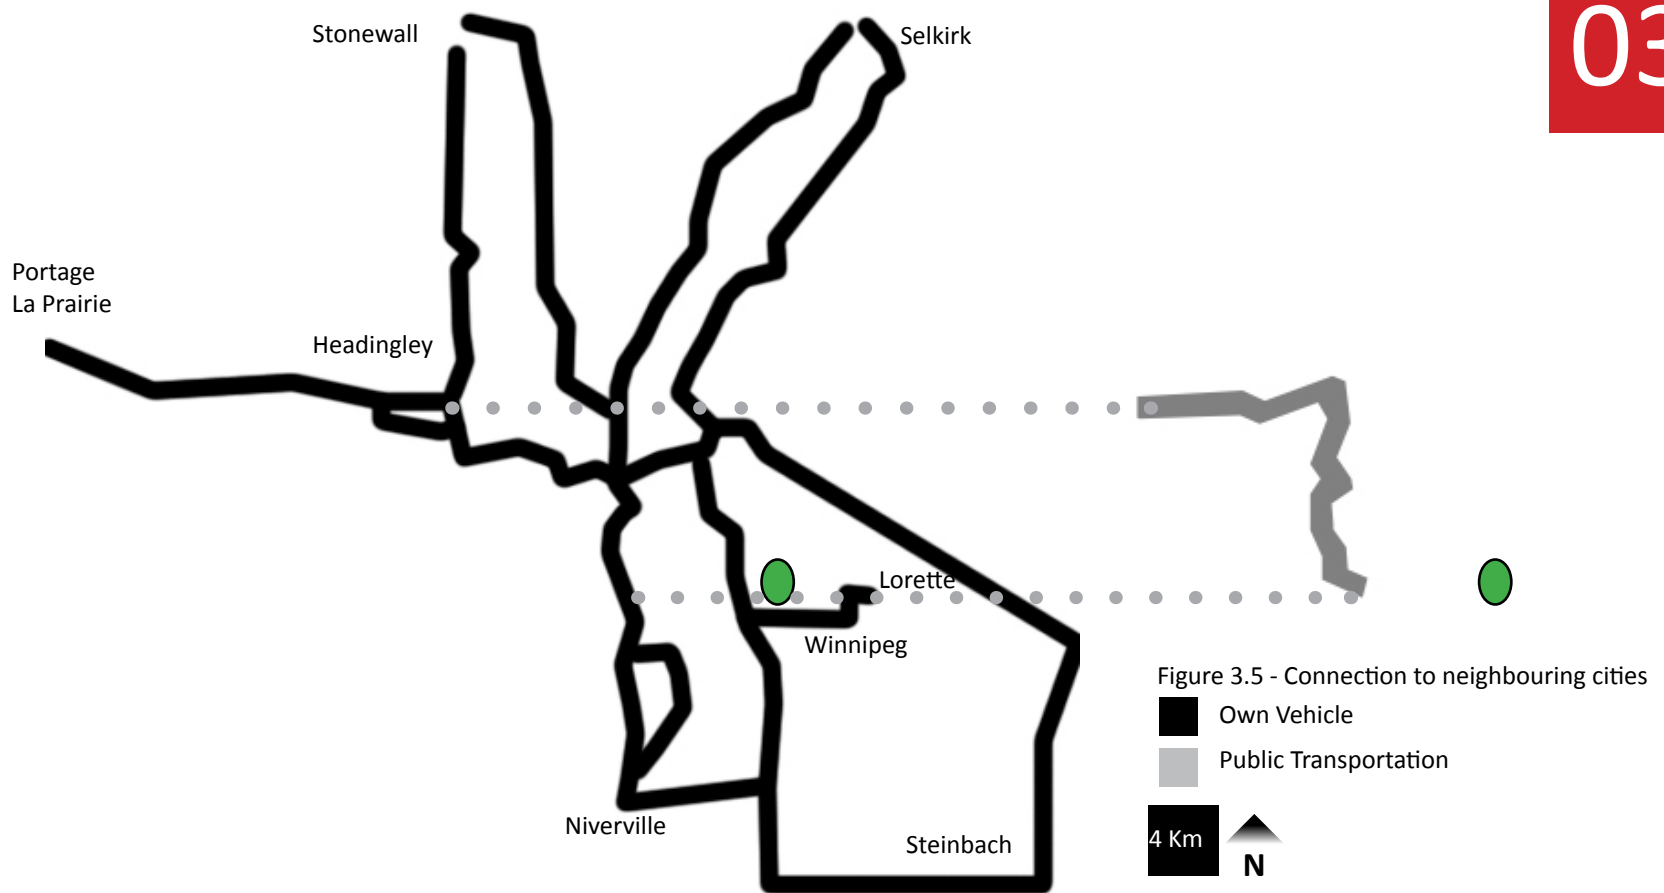 03
Stonewall
Selkirk
Portage
La Prairie
Headingley
Lorette
Winnipeg
Figure 3.5 - Connection to neighbouring cities
Own Vehicle
Public Transportation
Niverville
Steinbach
4 Km
N